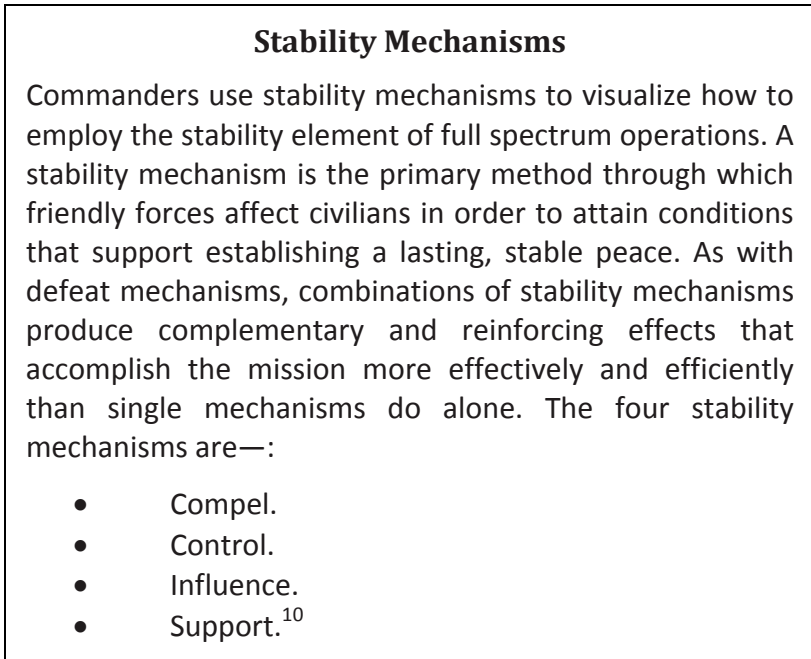 Stability Mechanisms
Commanders use stability mechanisms to visualize how to
employ the stability element of full spectrum operations. A
stability mechanism is the primary method through which
friendly forces affect civilians in order to attain conditions
that support establishing a lasting, stable peace. As with
defeat mechanisms, combinations of stability mechanisms
produce complementary and reinforcing effects that
accomplish the mission more effectively and efficiently
than single mechanisms do alone. The four stability
mechanisms are—:
• Compel.
• Control.
• Influence.
• Support.10